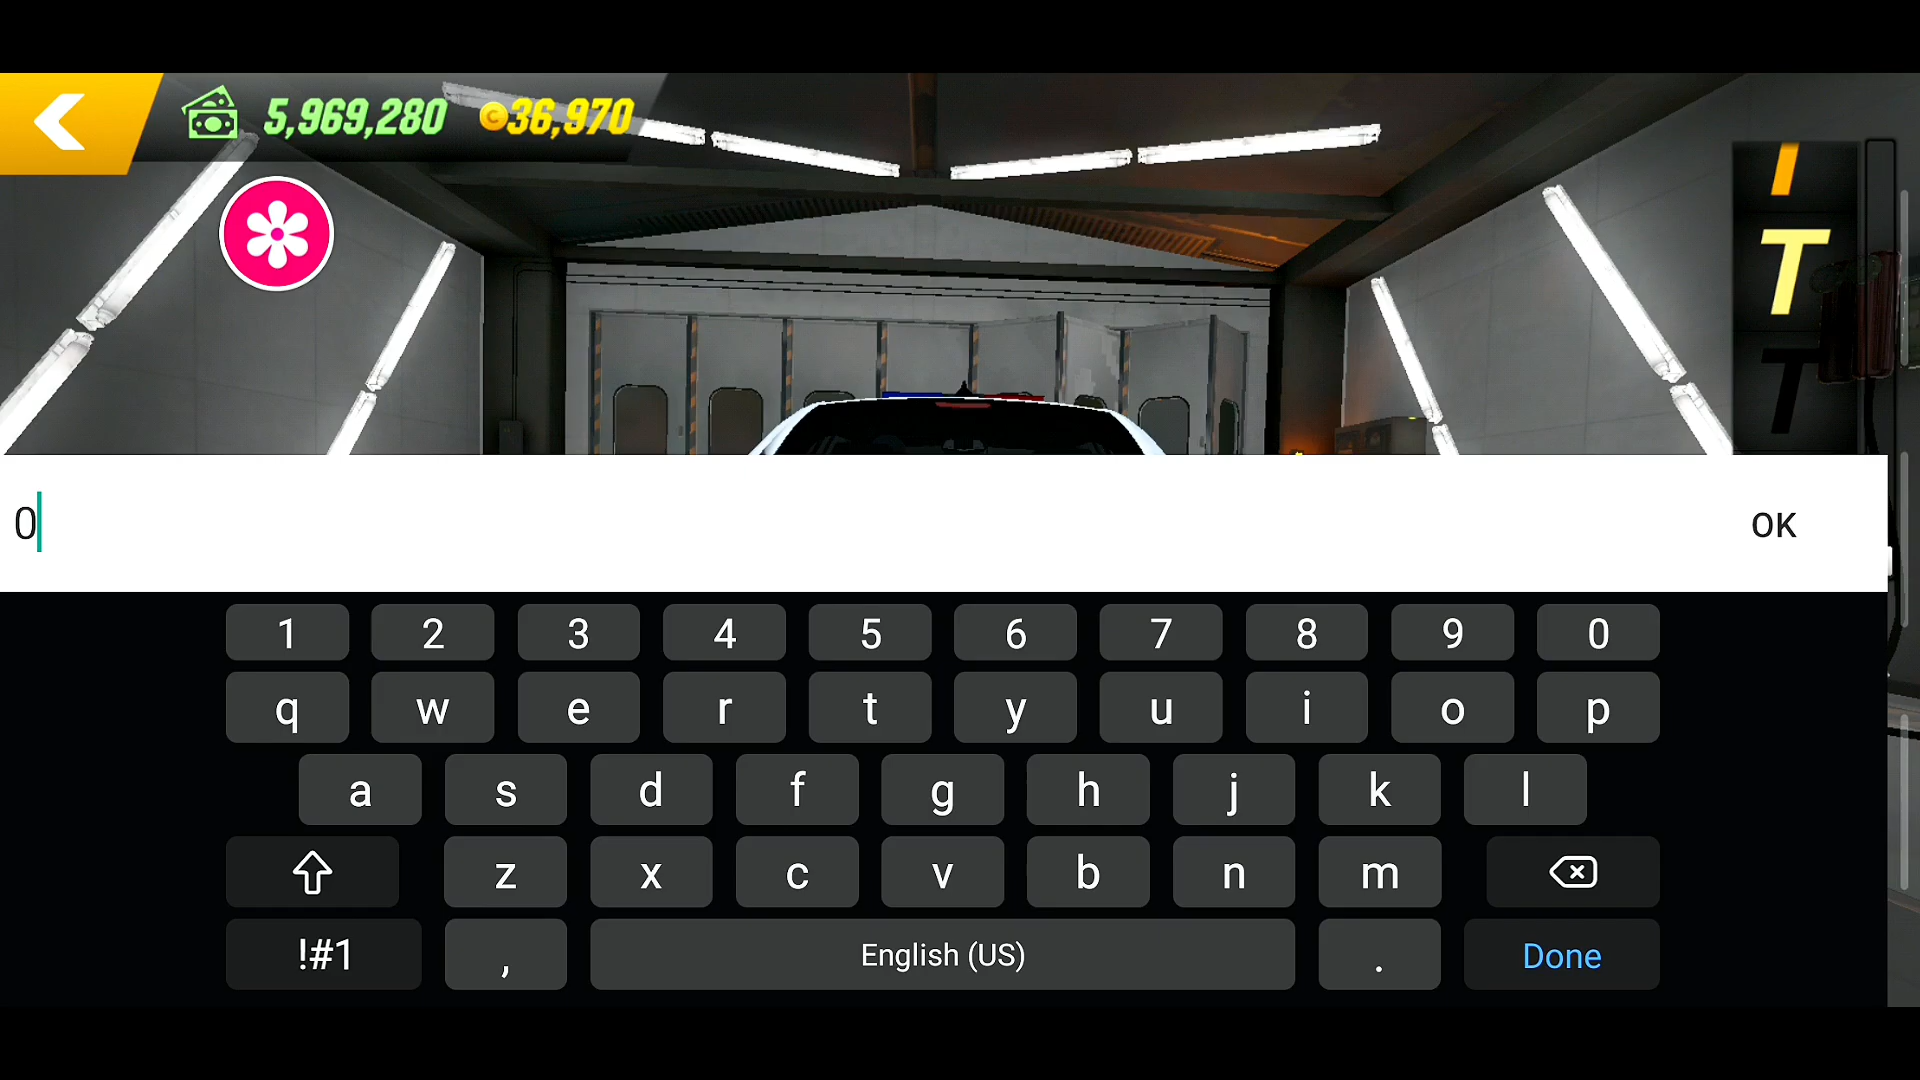 5,969,280 C 36,970
T
T
T
0 OK
1 2 3 4 5 6 7 8 9 0
q w e r t y u i o p
a s d f g h j k l
z x c v b n m
!#1 , English (US) . Done